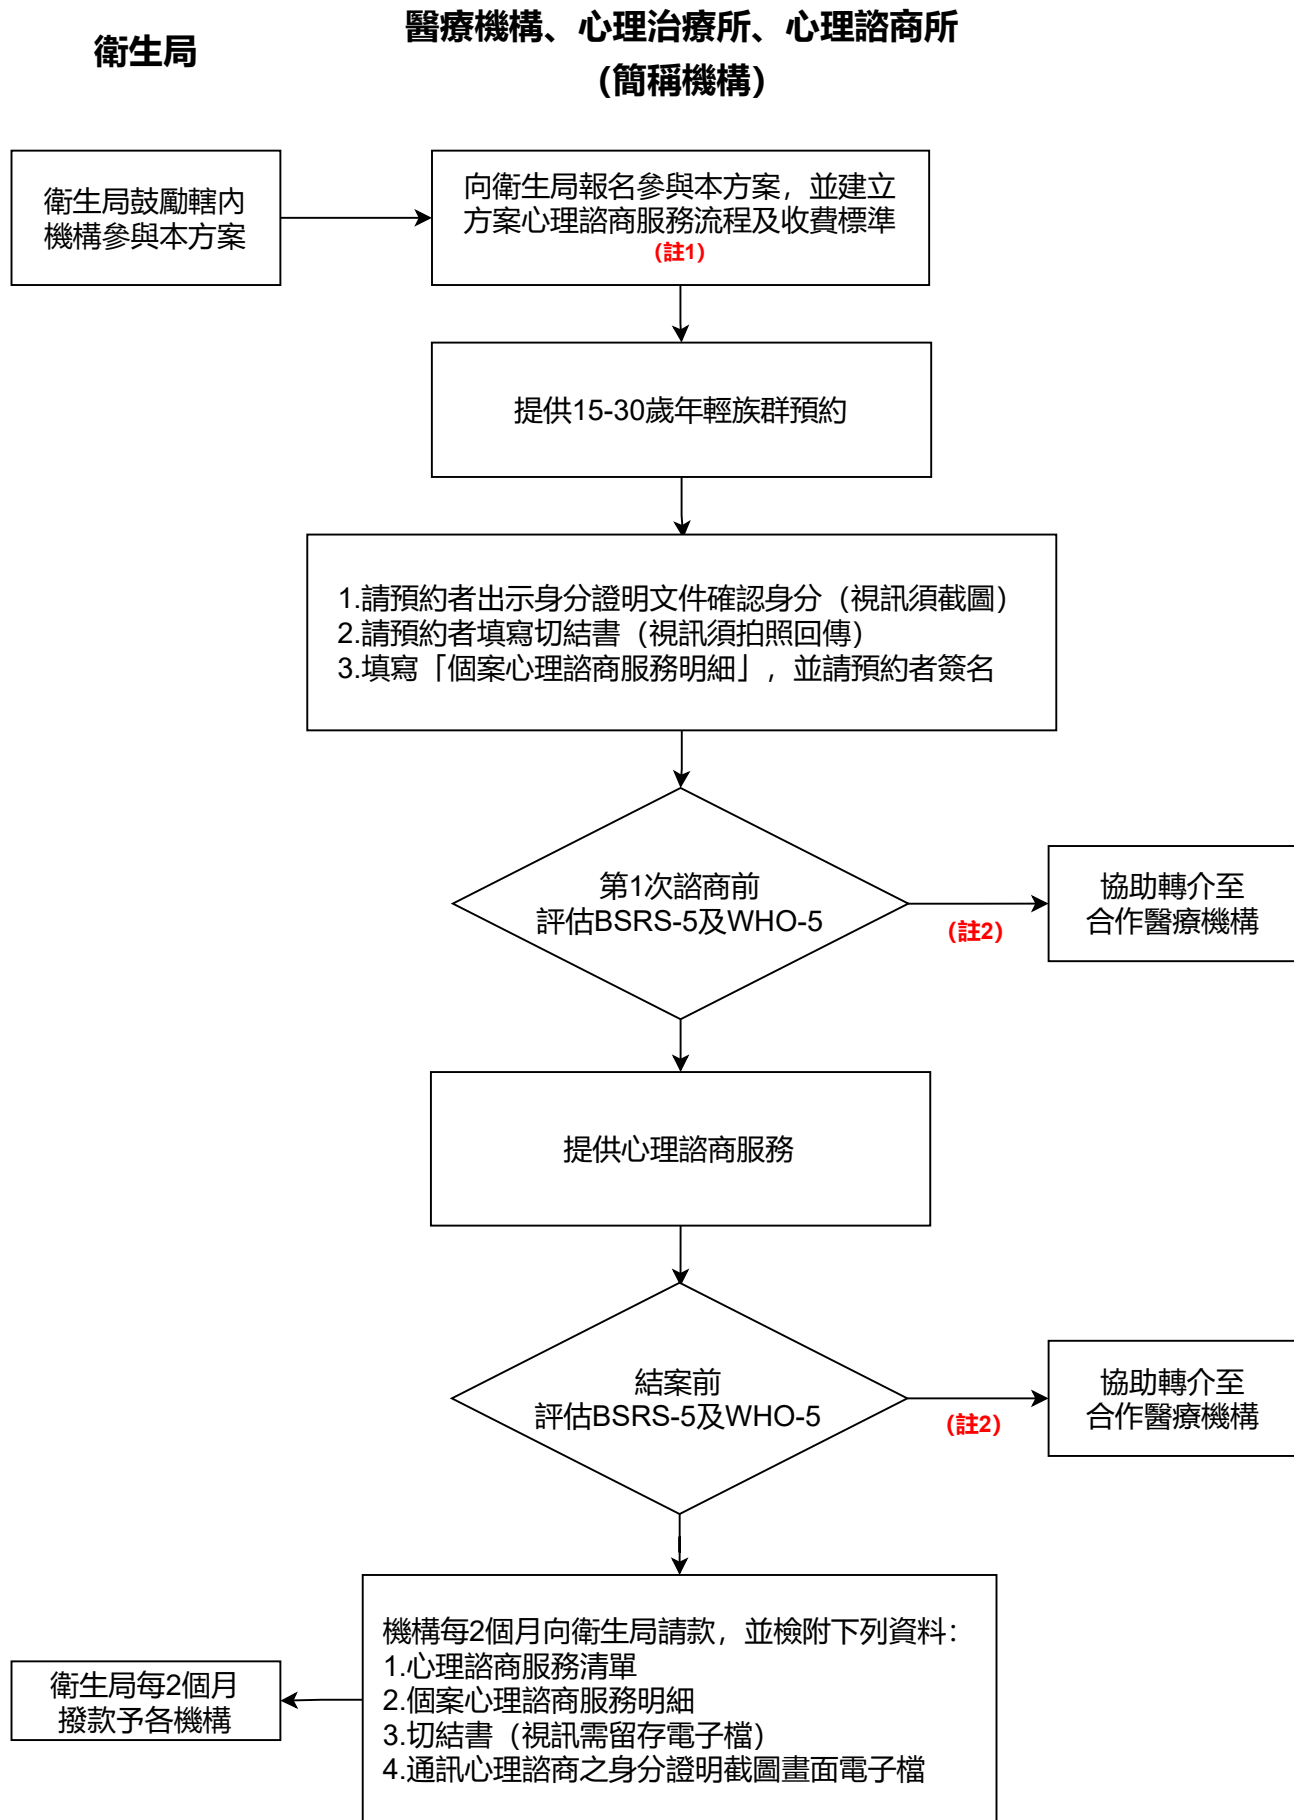 衛生局
醫療機構、心理治療所、心理諮商所
(簡稱機構)
衛生局鼓勵轄內
機構參與本方案
向衛生局報名參與本方案，並建立
方案心理諮商服務流程及收費標準
(註1)
提供15-30歲年輕族群預約
1.請預約者出示身分證明文件確認身分（視訊須截圖）
2.請預約者填寫切結書（視訊須拍照回傳）
3.填寫「個案心理諮商服務明細」，並請預約者簽名
第1次諮商前
評估BSRS-5及WHO-5
(註2)
協助轉介至
合作醫療機構
提供心理諮商服務
結案前
評估BSRS-5及WHO-5
(註2)
協助轉介至
合作醫療機構
機構每2個月向衛生局請款，並檢附下列資料：
1.心理諮商服務清單
2.個案心理諮商服務明細
3.切結書（視訊需留存電子檔）
4.通訊心理諮商之身分證明截圖畫面電子檔
衛生局每2個月
撥款予各機構